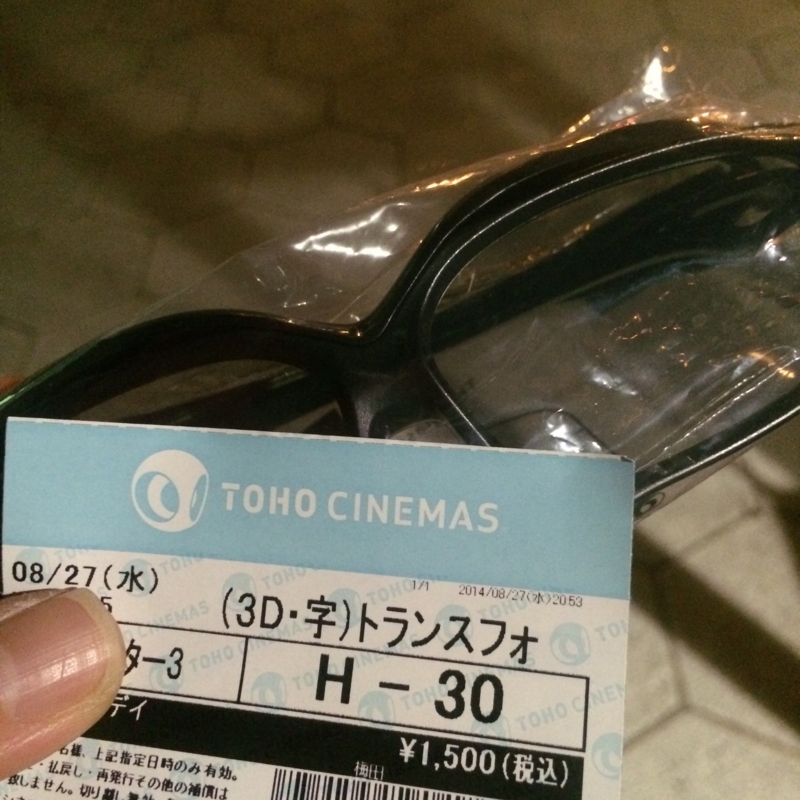 TOHO CINEMAS
08/27(水)
1/1 2014/08/27(水)20:53
5
(3D・字)トランスフォ
ター3
H - 30
デイ
¥1,500(税込)
名様、上記指定日時のみ有効。
・払戻し・再発行その他の補償は
致しません。
梅田